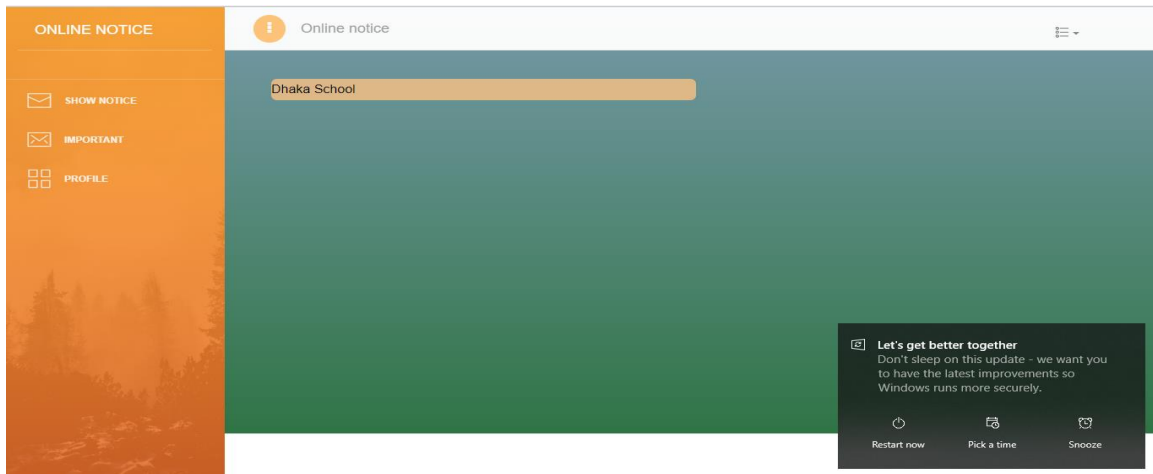 ONLINE NOTICE
Online notice
SHOW NOTICE
IMPORTANT
PROFILE
Dhaka School
Let's get better together
Don't sleep on this update - we want you
to have the latest improvements so
Windows runs more securely.
Restart now Pick a time Snooze